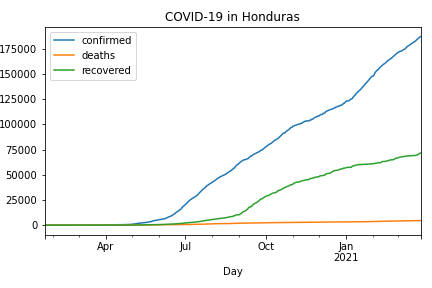 COVID-19 in Honduras
confirmed
deaths
recovered
175000
150000
125000
100000
75000
50000
25000
0
Apr
Jul
Oct
Jan
2021
Day